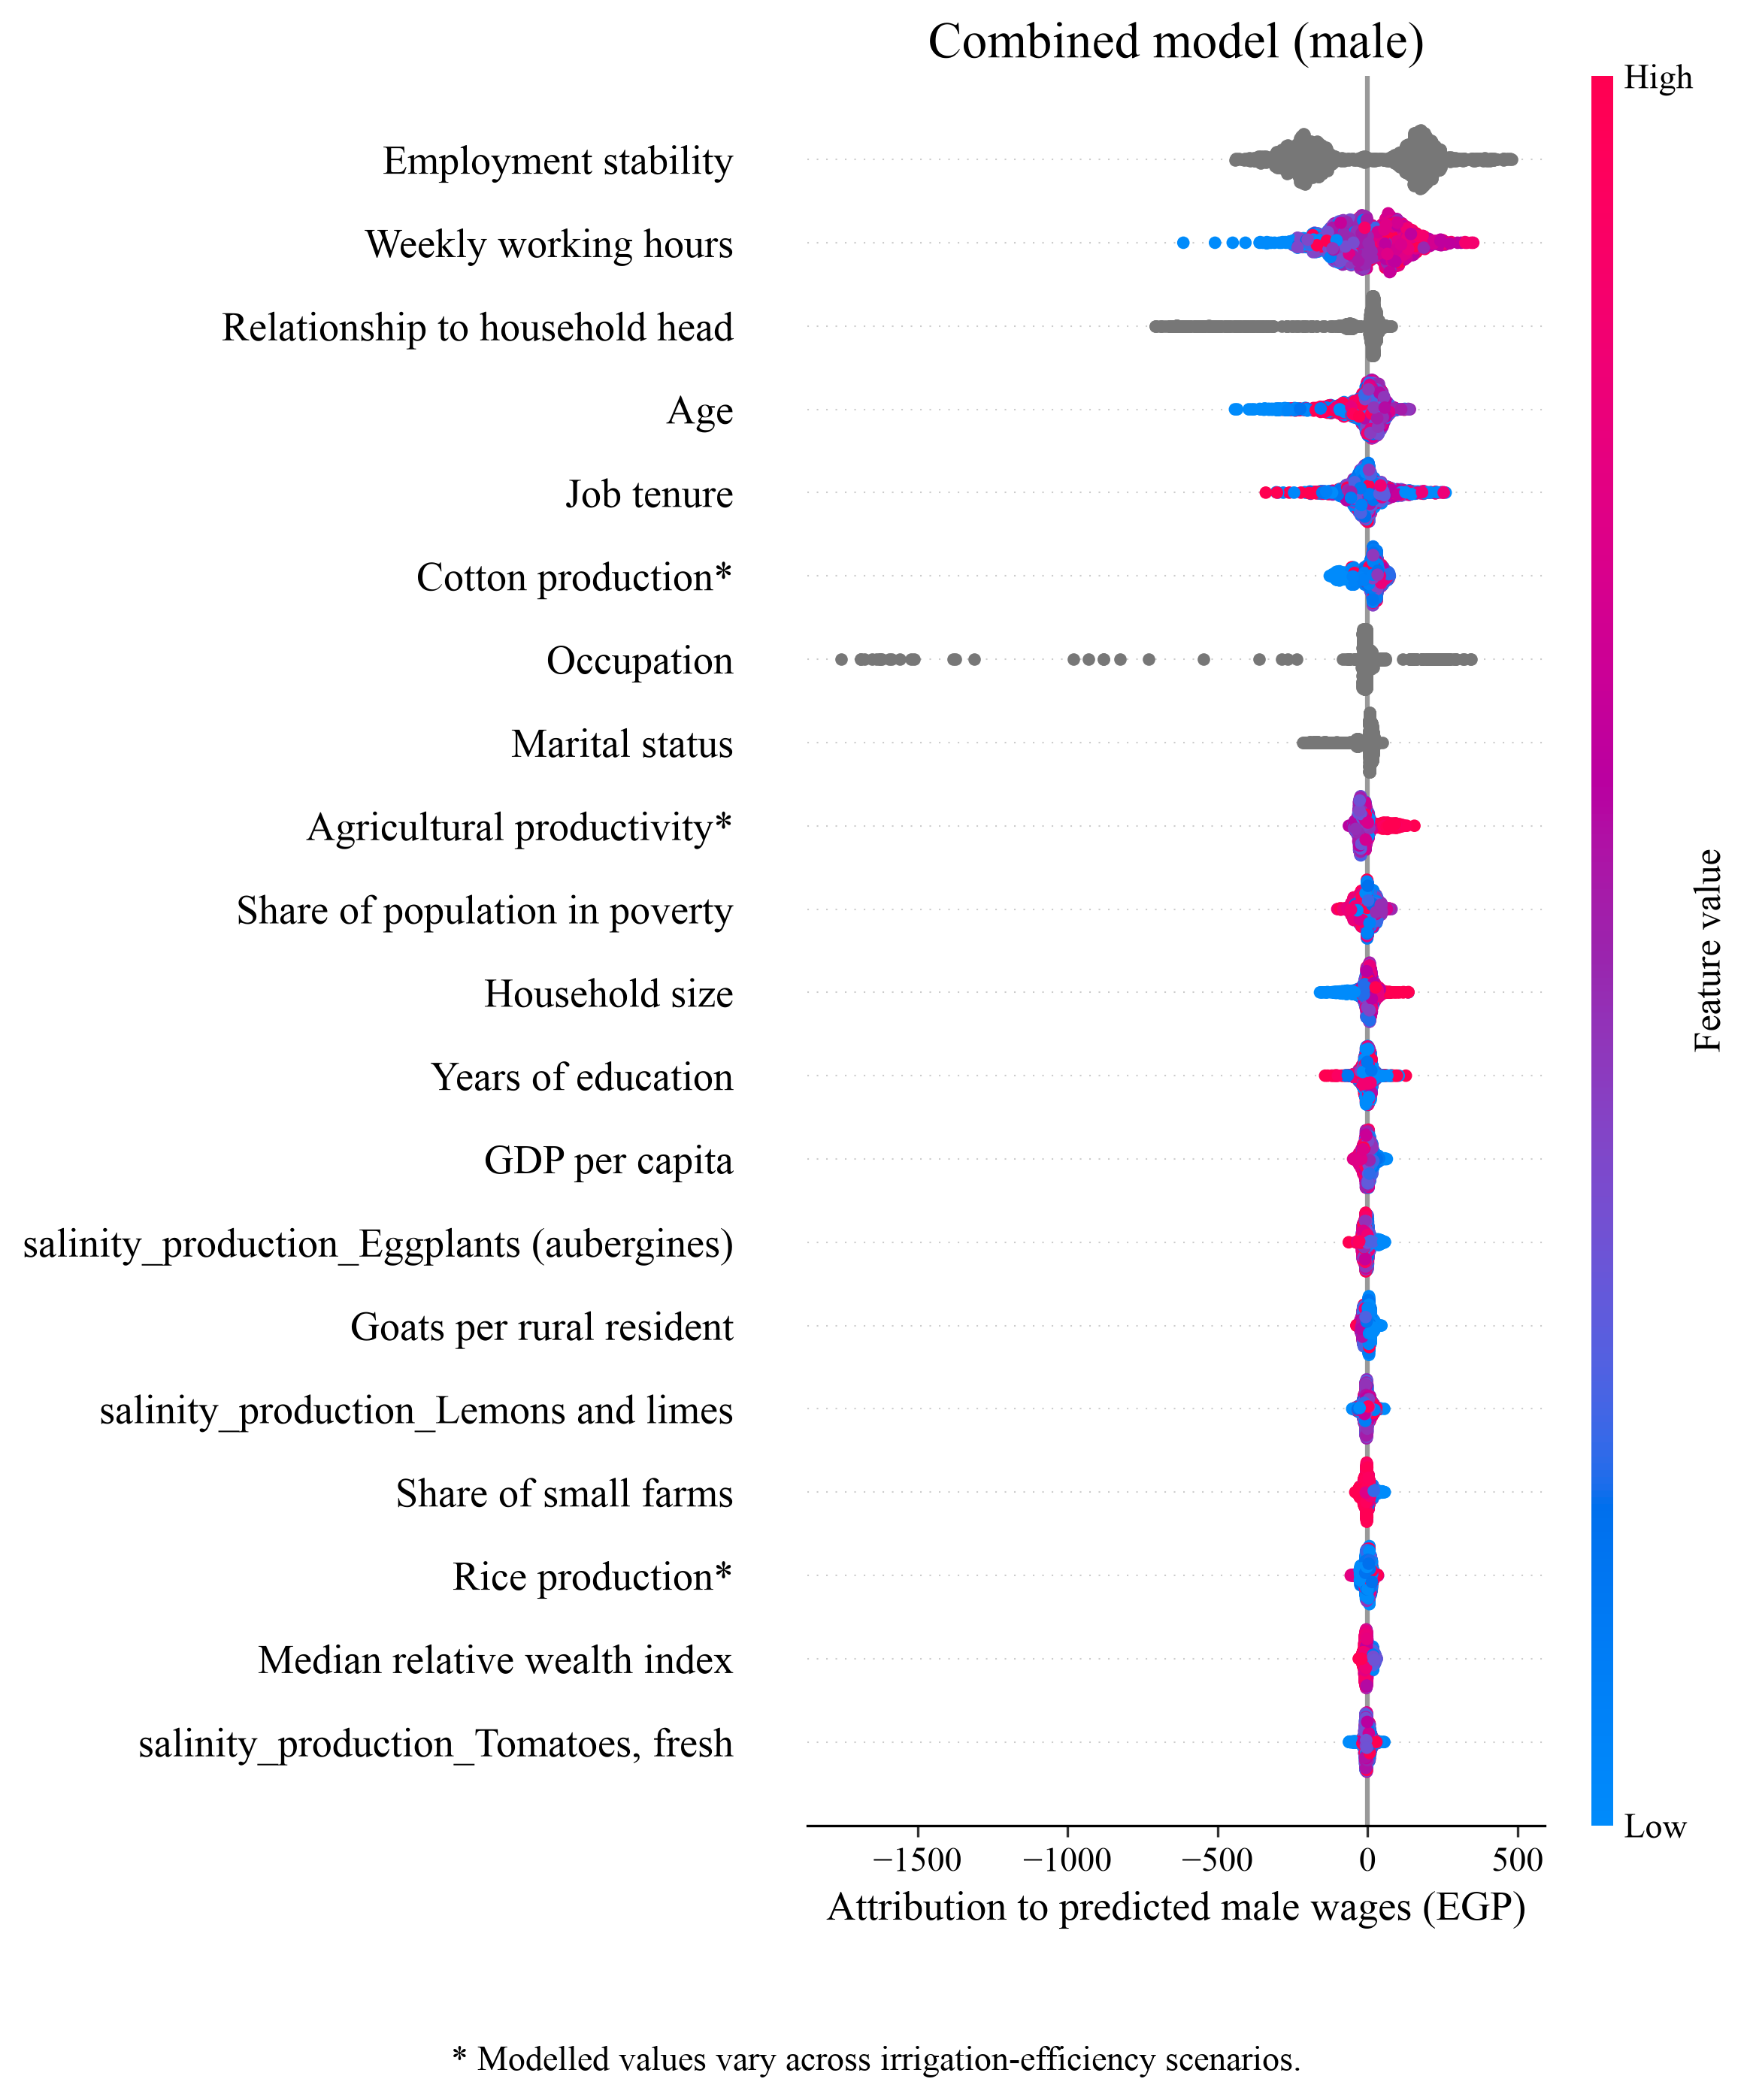 Combined model (male)
High
Employment stability
Weekly working hours
Relationship to household head
Age
Job tenure
Cotton production*
Occupation
Marital status
Agricultural productivity*
Share of population in poverty
Household size
Years of education
GDP per capita
salinity_production_Eggplants (aubergines)
Goats per rural resident
salinity_production_Lemons and limes
Share of small farms
Rice production*
Median relative wealth index
salinity_production_Tomatoes, fresh
Feature value
Low
−1500 −1000 −500 0 500
Attribution to predicted male wages (EGP)
* Modelled values vary across irrigation-efficiency scenarios.